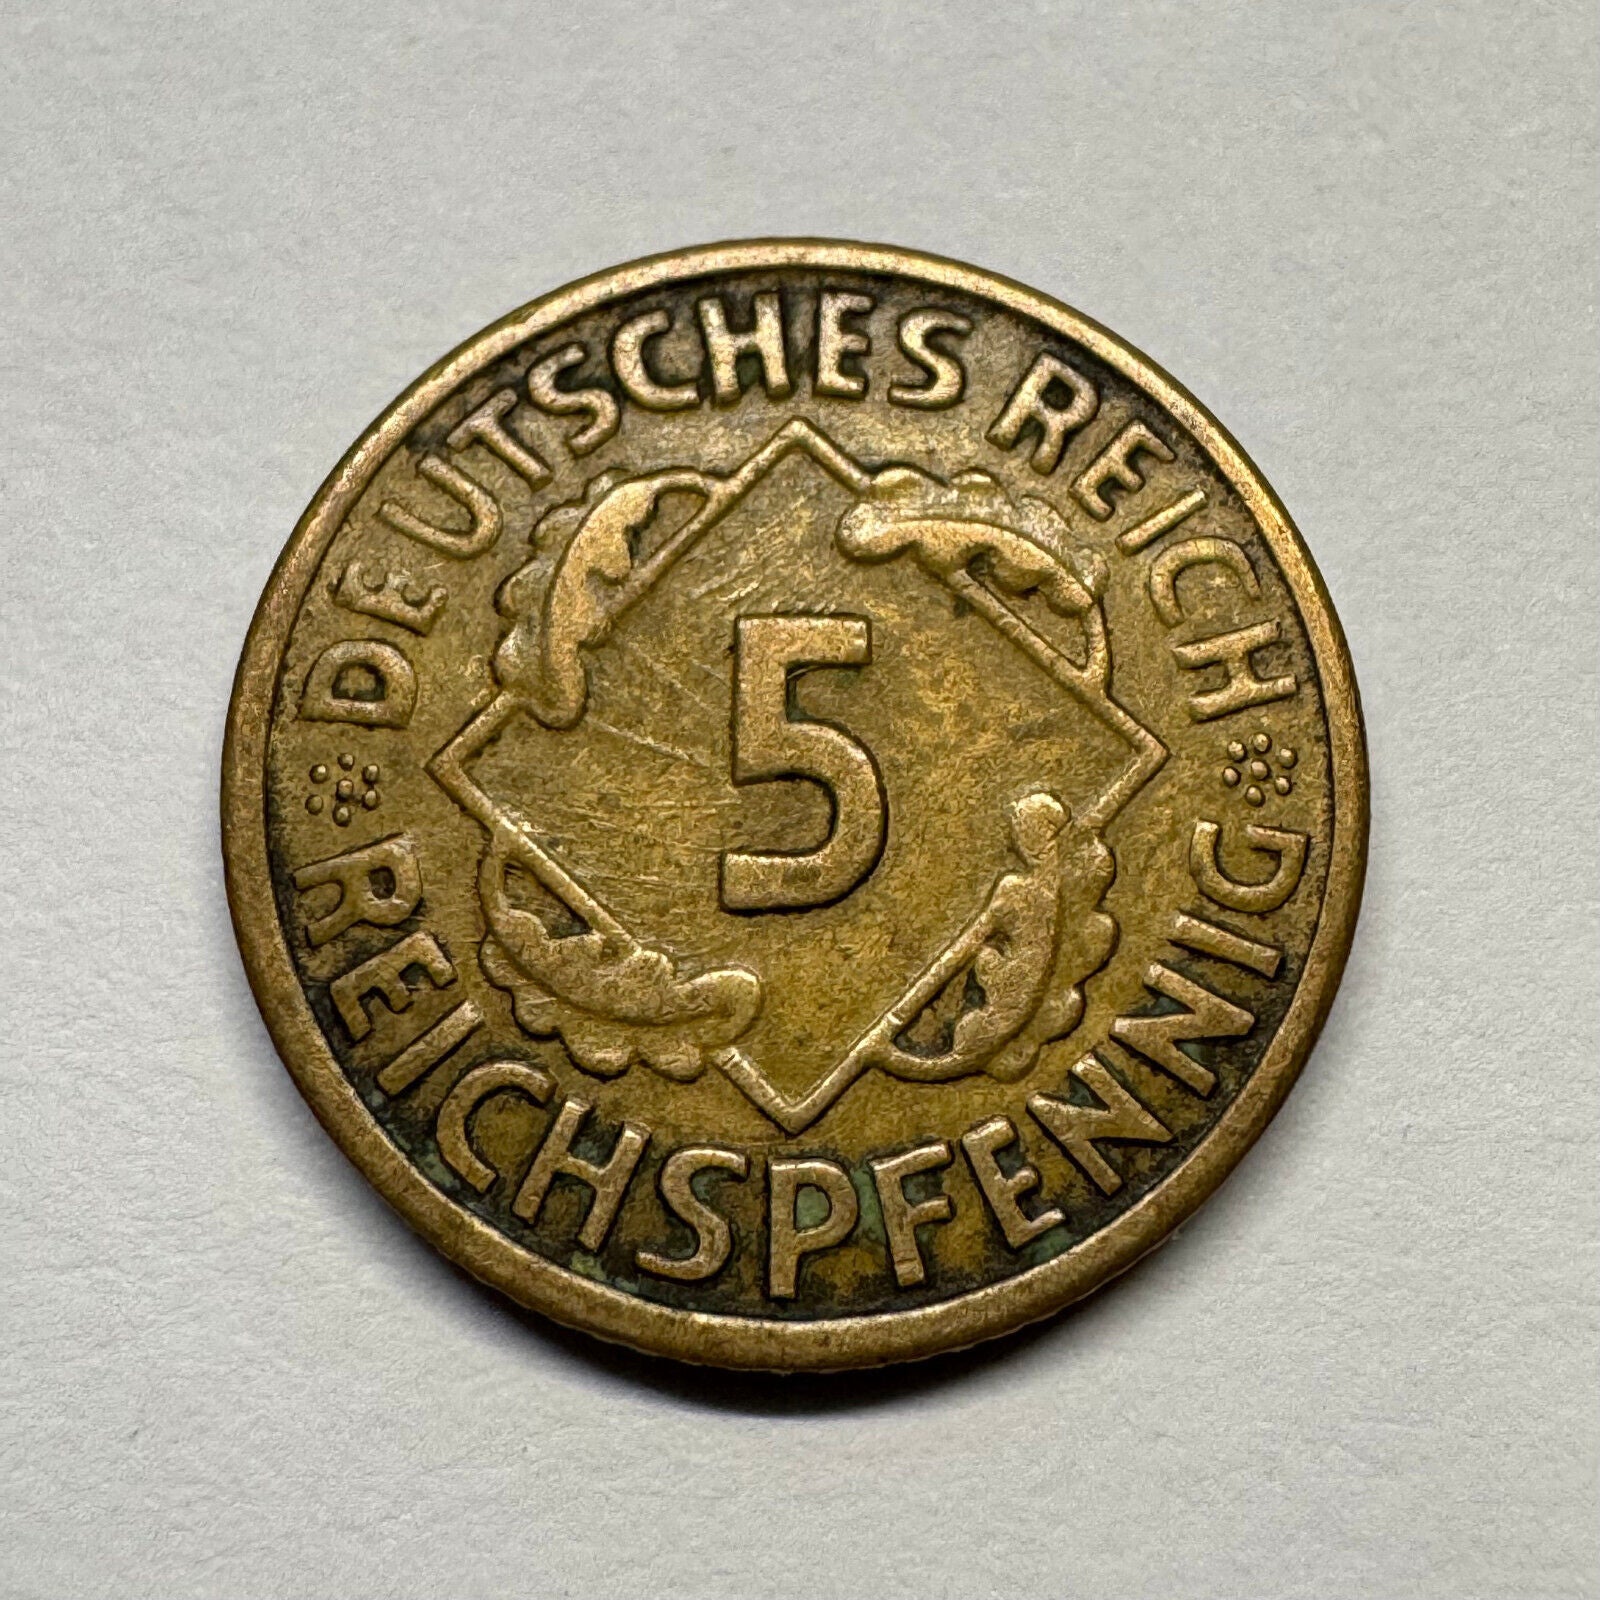 DEUTSCHES REICH
5
REICHSPFENNIG